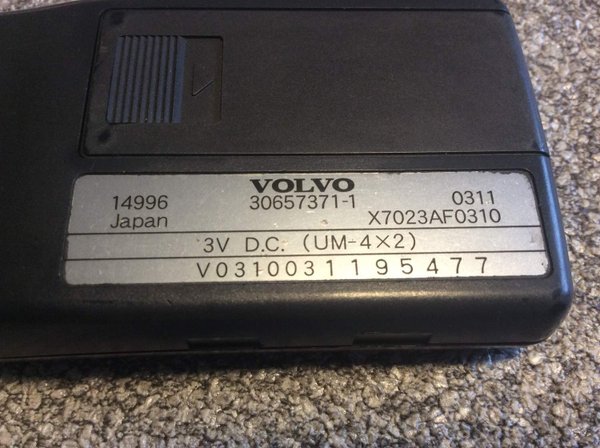 VOLVO
14996 30657371-1 0311
Japan X7023AF0310
3V D.C. (UM-4×2)
V0310031195477